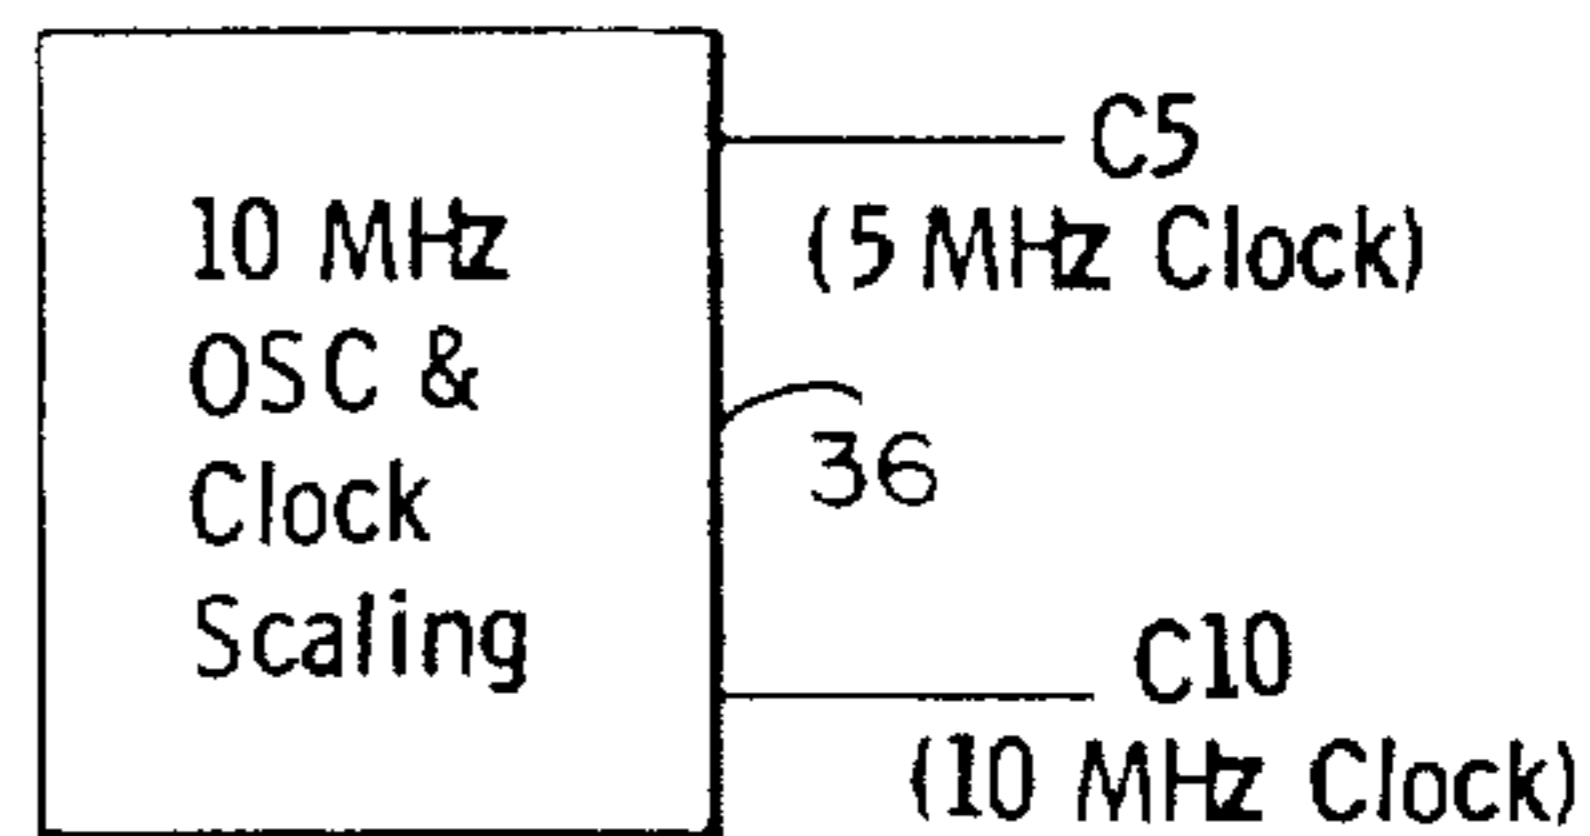 10 MHz
OSC &
Clock
Scaling
C5
(5 MHz Clock)
36
C10
(10 MHz Clock)